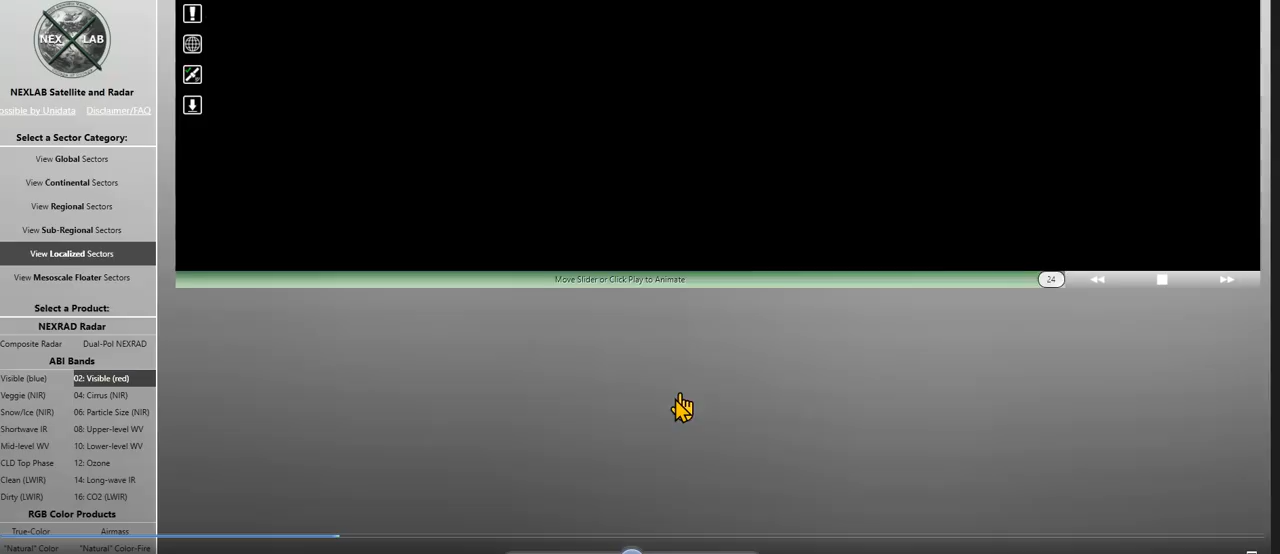 NEX LAB
NEXLAB Satellite and Radar
ossible by Unidata Disclaimer/FAQ
Select a Sector Category:
View Global Sectors
View Continental Sectors
View Regional Sectors
View Sub-Regional Sectors
View Localized Sectors
View Mesoscale Floater Sectors
Select a Product:
NEXRAD Radar
Composite Radar Dual-Pol NEXRAD
ABI Bands
Visible (blue) 02: Visible (red)
Veggie (NIR) 04: Cirrus (NIR)
Snow/Ice (NIR) 06: Particle Size (NIR)
Shortwave IR 08: Upper-level WV
Mid-level WV 10: Lower-level WV
CLD Top Phase 12: Ozone
Clean (LWIR) 14: Long-wave IR
Dirty (LWIR) 16: CO2 (LWIR)
RGB Color Products
True-Color Airmass
"Natural" Color "Natural" Color-Fire
Move Slider or Click Play to Animate
24